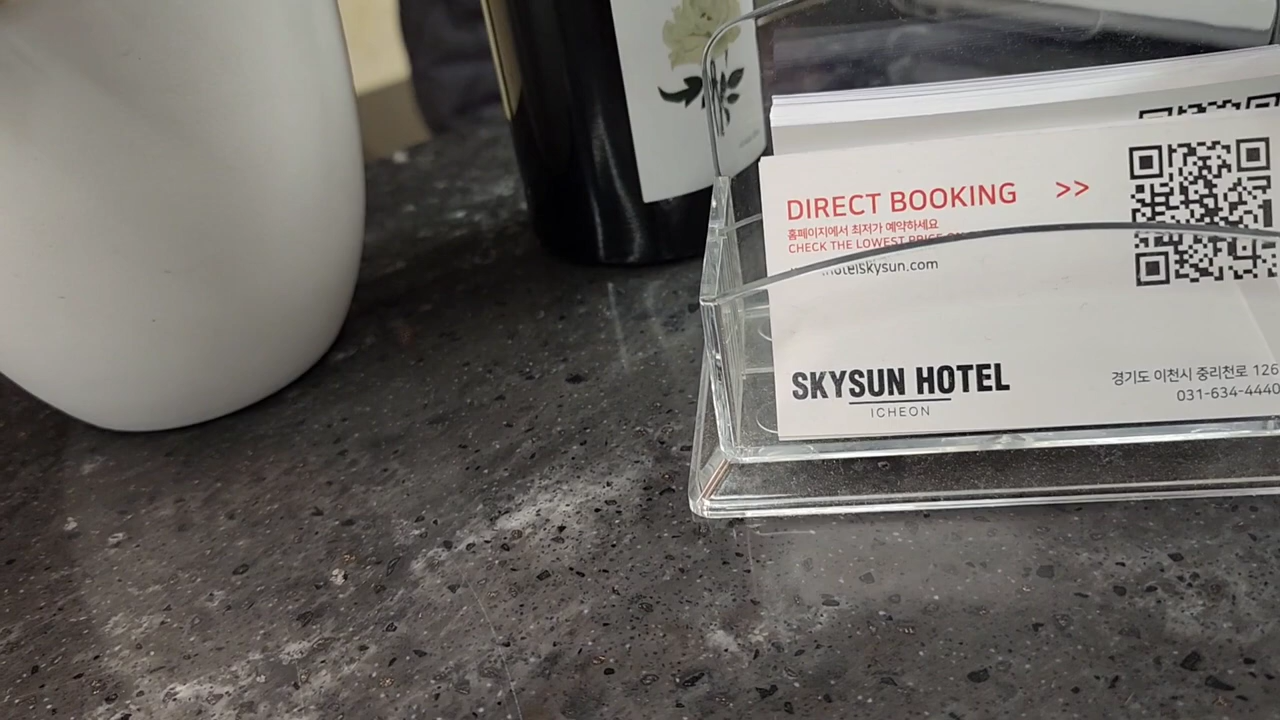 DIRECT BOOKING >>
홈페이지에서 최저가 예약하세요
CHECK THE LOWEST PRICE
hotelskysun.com
SKYSUN HOTEL
ICHEON
경기도 이천시 중리천로 126
031-634-4440